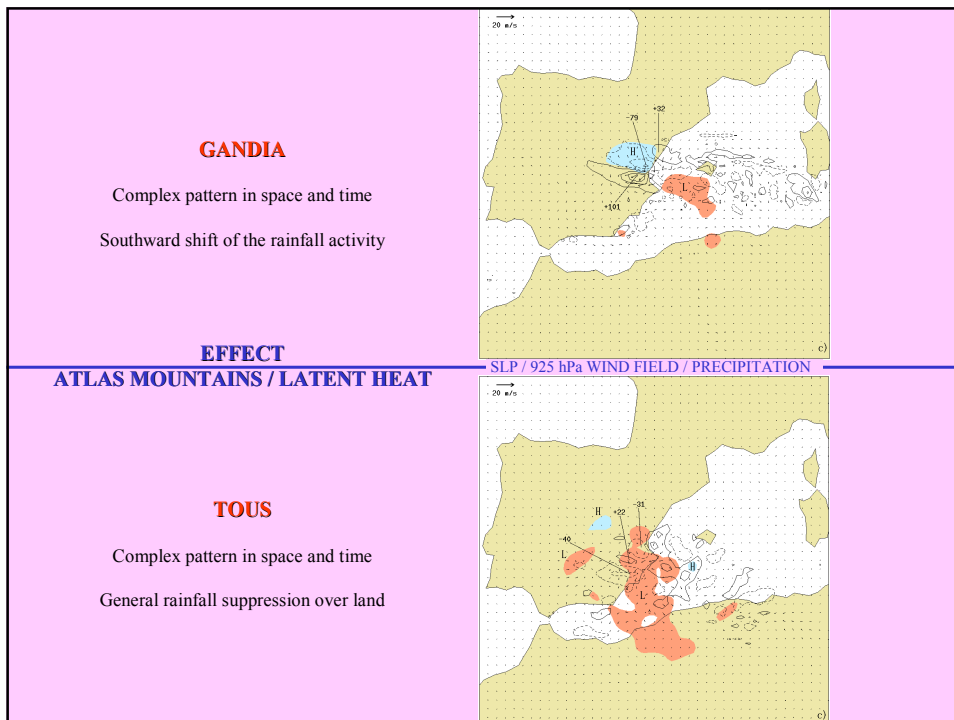 20 m/s
+32
-79
H
L
+101
c)
GANDIA
Complex pattern in space and time
Southward shift of the rainfall activity
EFFECT
ATLAS MOUNTAINS / LATENT HEAT
SLP / 925 hPa WIND FIELD / PRECIPITATION
20 m/s
-31
H
+22
-40
L
H
L
c)
TOUS
Complex pattern in space and time
General rainfall suppression over land